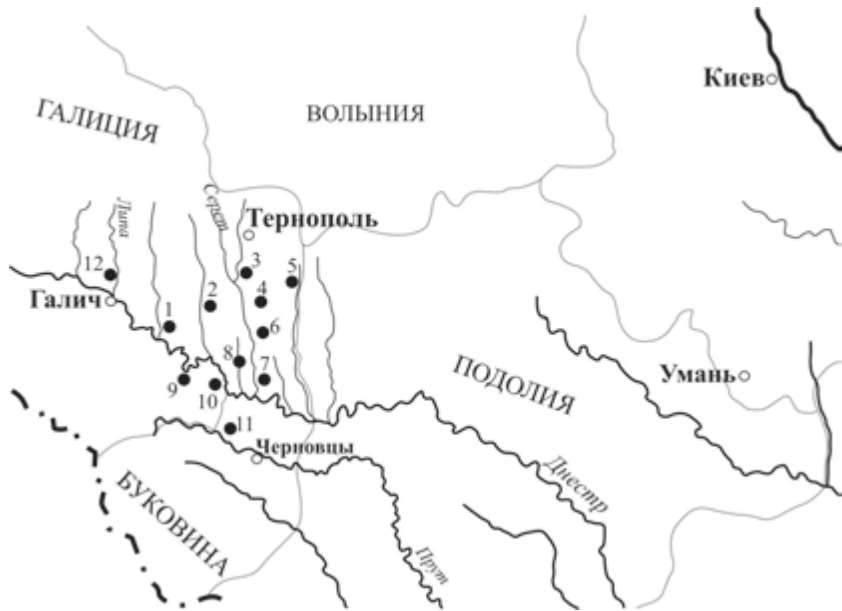 Киев
ГАЛИЦИЯ
ВОЛЫНИЯ
Липа
Серет
Тернополь
12
3
5
Галич
2
4
1
6
8
7
9
10
ПОДОЛИЯ
Умань
11
Черновцы
БУКОВИНА
Днестр
Прут